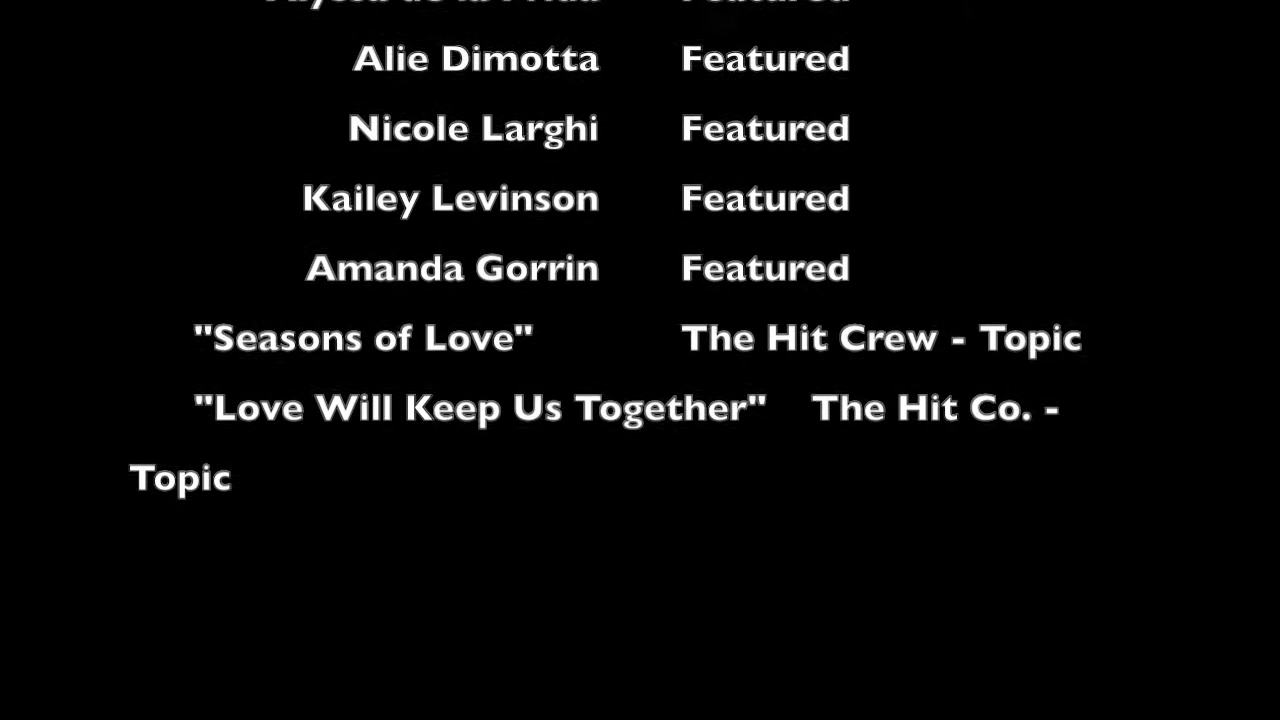 Alie Dimotta Featured
Nicole Larghi Featured
Kailey Levinson Featured
Amanda Gorrin Featured
"Seasons of Love" The Hit Crew - Topic
"Love Will Keep Us Together" The Hit Co. -
Topic